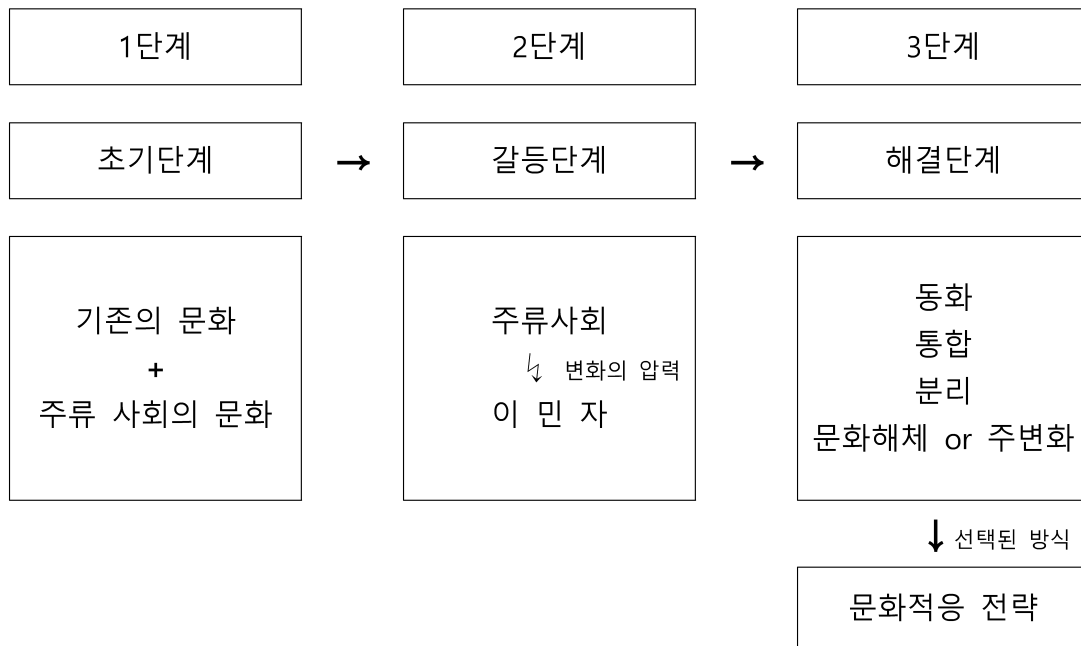 1단계
2단계
3단계
초기단계
→
갈등단계
→
해결단계
기존의 문화
+
주류 사회의 문화
주류사회
변화의 압력
이 민 자
동화
통합
분리
문화해체 or 주변화
↓ 선택된 방식
문화적응 전략